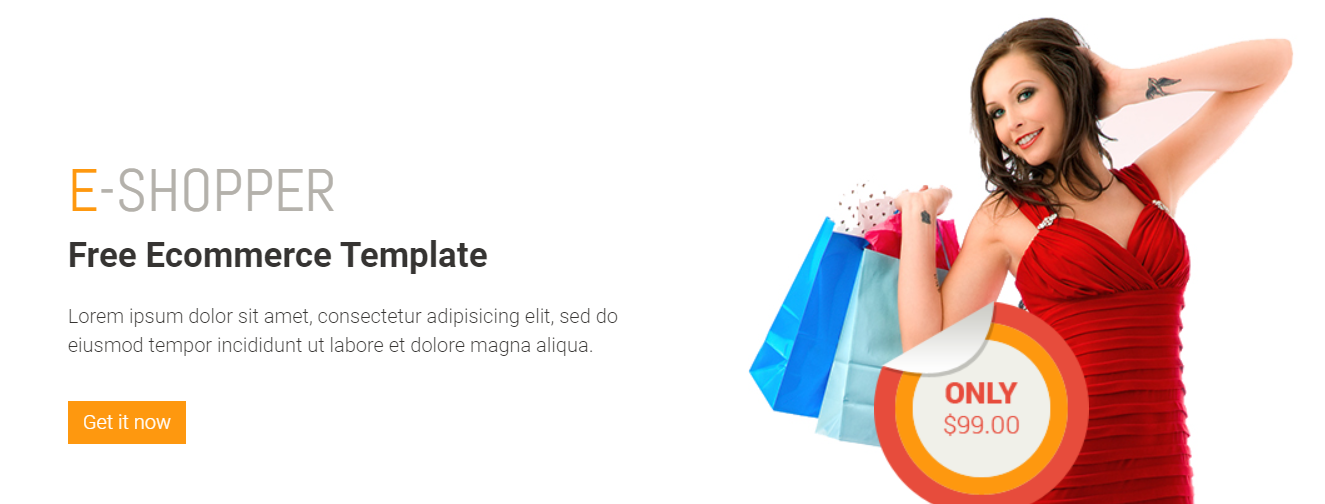 E-SHOPPER
Free Ecommerce Template
Lorem ipsum dolor sit amet, consectetur adipisicing elit, sed do
eiusmod tempor incididunt ut labore et dolore magna aliqua.
Get it now
ONLY
$99.00